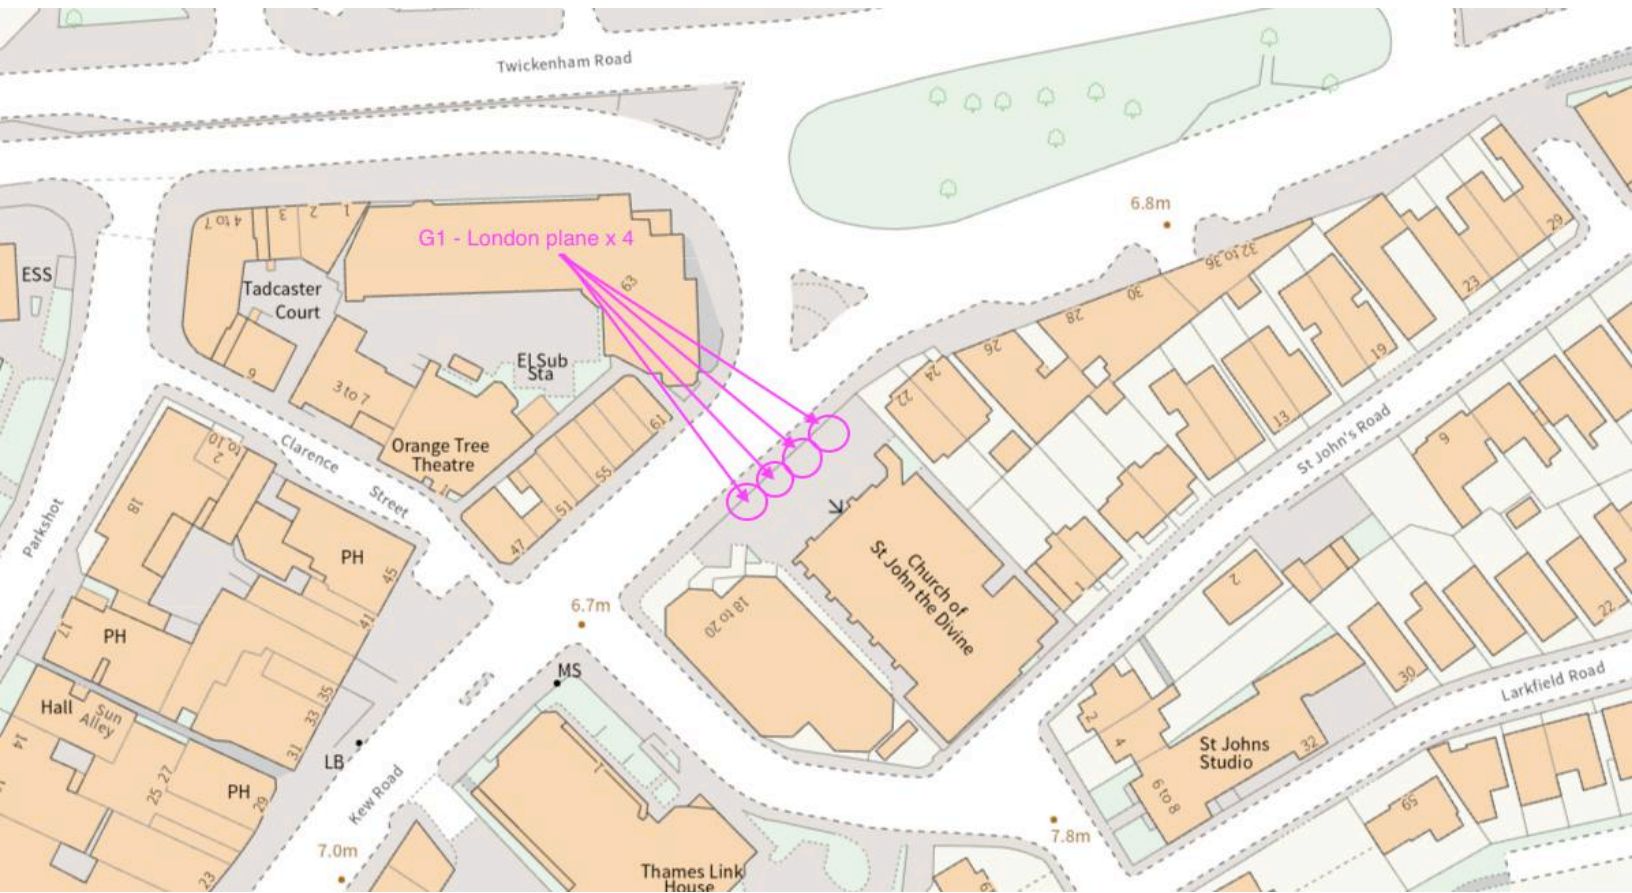 Twickenham Road
6.8m
4 to 7
3
2
1
G1 - London plane x 4
32 to 36
29
ESS
63
30
23
Tadcaster
Court
28
26
19
El Sub
Sta
24
22
6
3 to 7
13
St John's Road
19
Orange Tree
Theatre
Clarence
Street
2 to 10
1
55
51
47
9
18
Parkshot
PH
45
Church of
St John the Divine
1
2
22
41
6.7m
18 to 20
17
PH
MS
30
Larkfield Road
35
33
Hall
Sun
Alley
14
31
2
4
St Johns
Studio
32
LB
27
25
PH
29
Kew Road
1
6 to 8
59
7.0m
7.8m
23
Thames Link
House